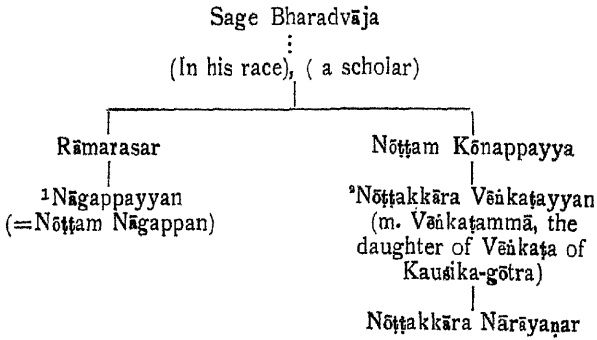 Sage Bharadvāja
(In his race), ( a scholar)
Rāmarasar
Nōṭṭam Kōnappayya
¹Nāgappayyan
(=Nōṭṭam Nāgappan)
²Nōṭṭakkāra Vēṅkaṭayyan
(m. Vēṅkaṭammā, the
daughter of Vēṅkaṭa of
Kauśika-gōtra)
Nōṭṭakkāra Nārāyaṇar